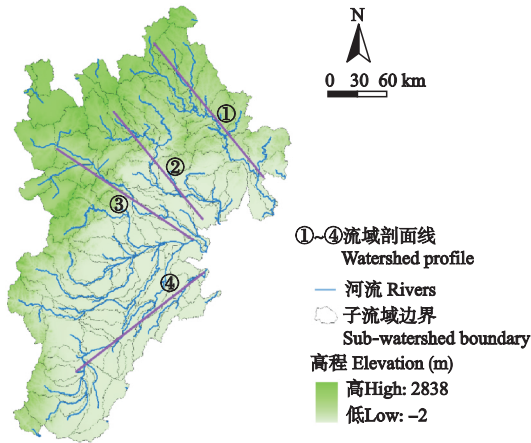 N
0 30 60 km
①
②
③
④
①~④流域剖面线
Watershed profile
河流 Rivers
子流域边界
Sub-watershed boundary
高程 Elevation (m)
高High: 2838
低Low: –2